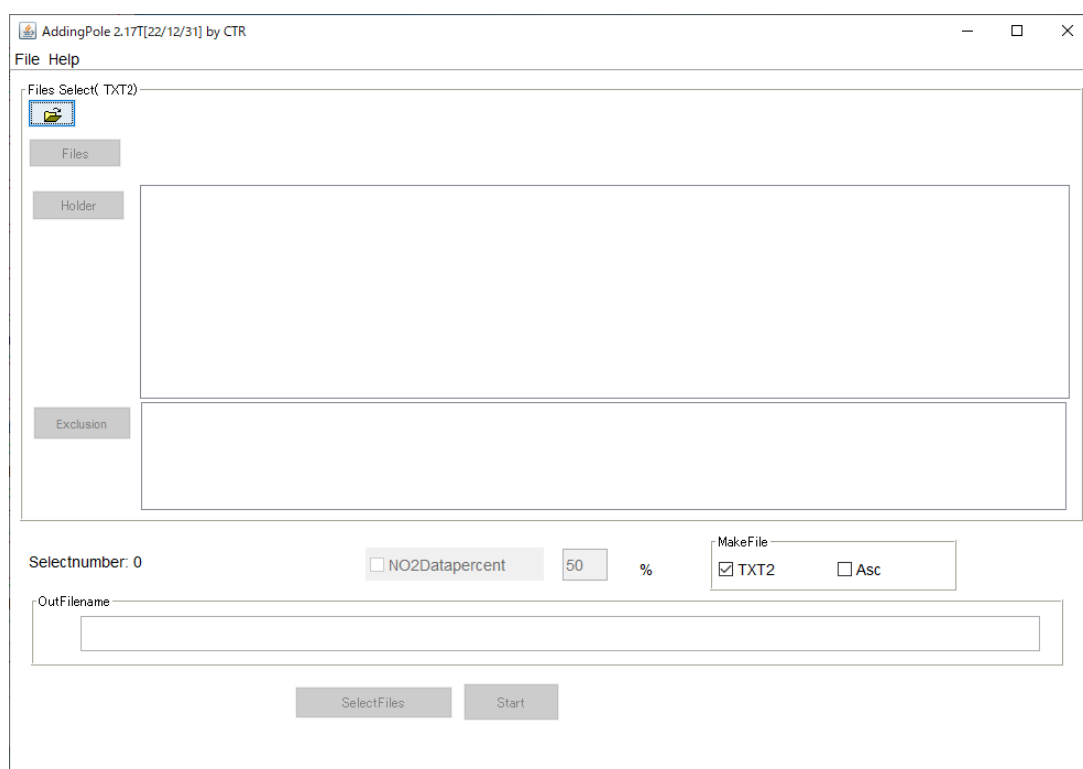 AddingPole 2.17T[22/12/31] by CTR
File Help
Files Select( TXT2)
Files
Holder
Exclusion
Selectnumber: 0
NO2Datapercent
50
%
MakeFile
TXT2
Asc
OutFilename
SelectFiles
Start